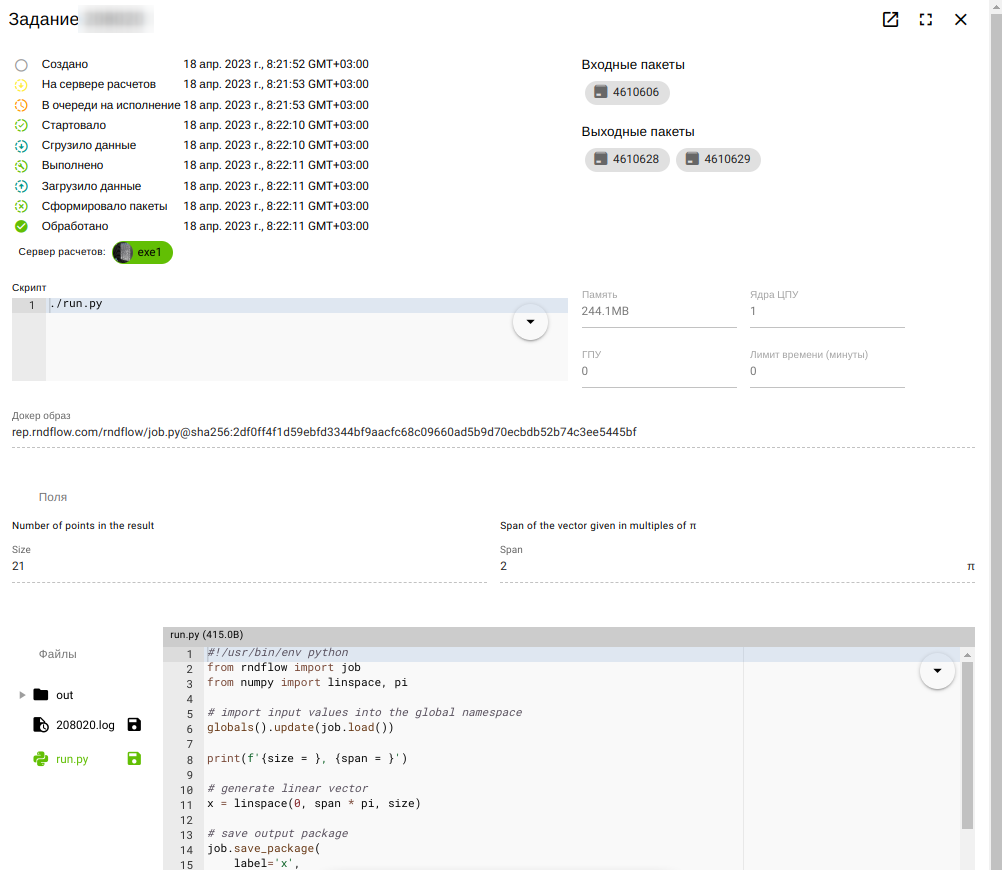 Задание
Создано 18 апр. 2023 г., 8:21:52 GMT+03:00
На сервере расчетов 18 апр. 2023 г., 8:21:53 GMT+03:00
В очереди на исполнение 18 апр. 2023 г., 8:21:53 GMT+03:00
Стартовало 18 апр. 2023 г., 8:22:10 GMT+03:00
Сгрузило данные 18 апр. 2023 г., 8:22:10 GMT+03:00
Выполнено 18 апр. 2023 г., 8:22:11 GMT+03:00
Загрузило данные 18 апр. 2023 г., 8:22:11 GMT+03:00
Сформировало пакеты 18 апр. 2023 г., 8:22:11 GMT+03:00
Обработано 18 апр. 2023 г., 8:22:11 GMT+03:00
Сервер расчетов: exe1
Входные пакеты
4610606
Выходные пакеты
4610628 4610629
Скрипт
1 ./run.py
Память Ядра ЦПУ
244.1MB 1
ГПУ Лимит времени (минуты)
0 0
Докер образ
rep.rndflow.com/rndflow/job.py@sha256:2df0ff4f1d59ebfd3344bf9aacfc68c09660ad5b9d70ecbdb52b74c3ee5445bf
Поля
Number of points in the result Span of the vector given in multiples of π
Size Span
21 2 π
Файлы
out
208020.log
run.py
run.py (415.0B)
1 #!/usr/bin/env python
2 from rndflow import job
3 from numpy import linspace, pi
4
5 # import input values into the global namespace
6 globals().update(job.load())
7
8 print(f'{size = }, {span = }')
9
10 # generate linear vector
11 x = linspace(0, span * pi, size)
12
13 # save output package
14 job.save_package(
15 label='x',